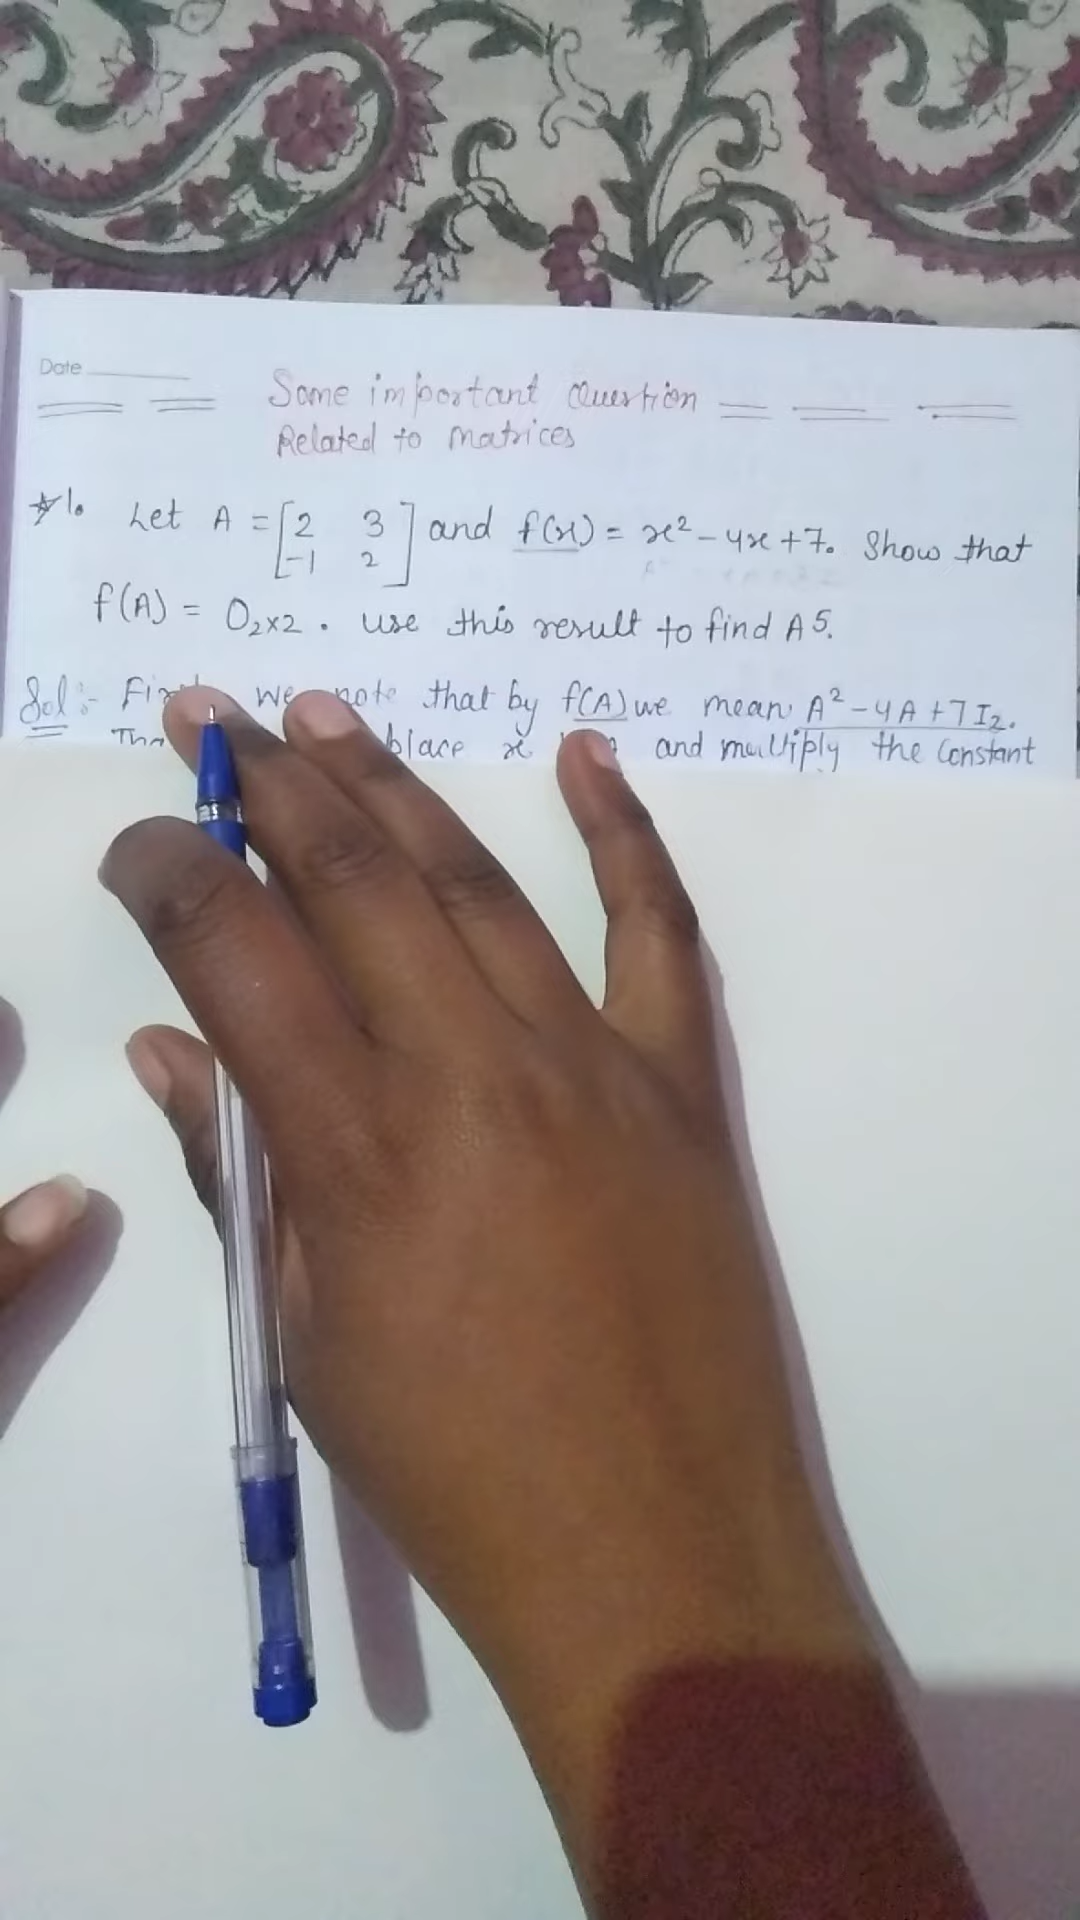 Date
Some important Question
Related to matrices
1. Let A = [2 3] and f(x) = x² - 4x + 7. Show that
-1 2
f(A) = O₂ₓ₂. use this result to find A5.
Sol:- we note that by f(A) we mean A² - 4A + 7I₂.
place x and multiply the constant